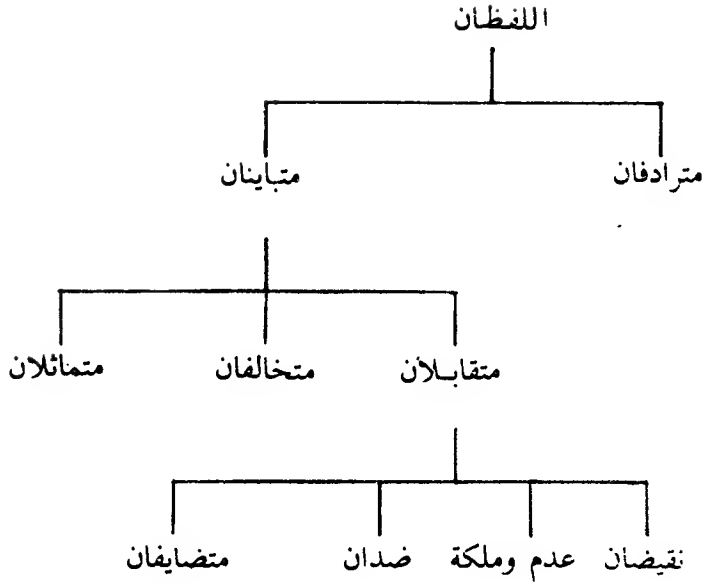 اللفظان
مترادفان متباينان
متقابلان متخالفان متماثلان
نقيضان عدم وملكة ضدان متضايفان